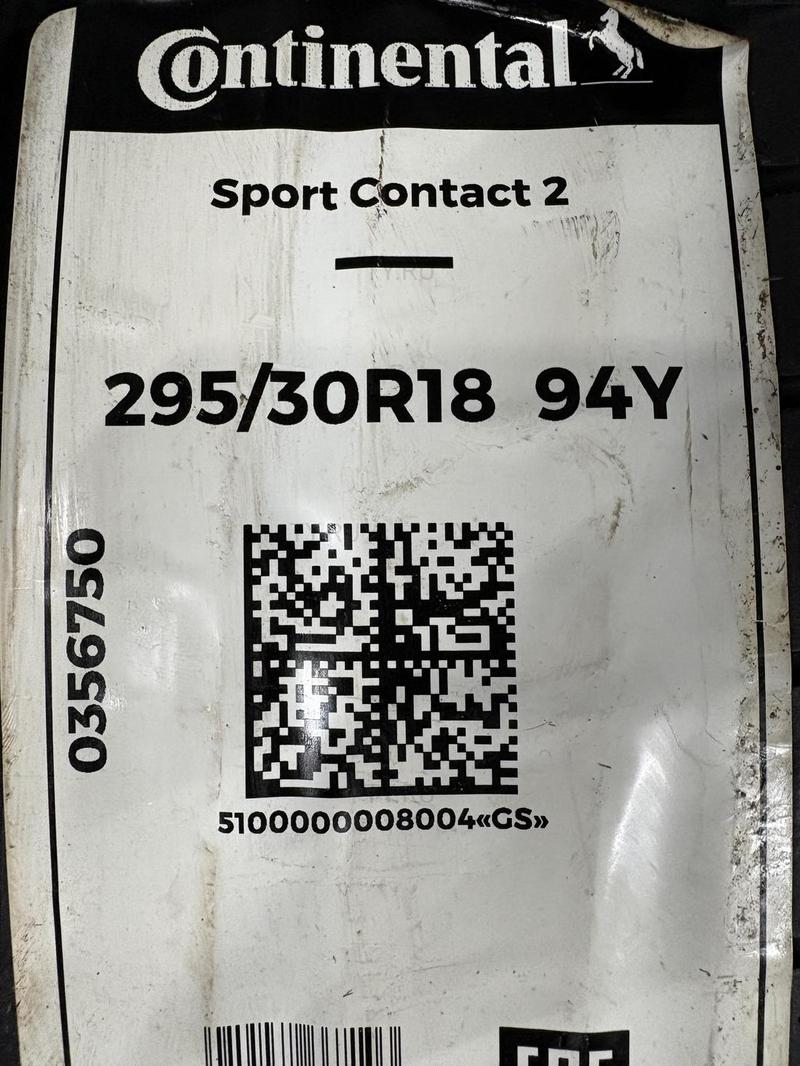 Continental
Sport Contact 2
295/30R18 94Y
0356750
5100000008004«GS»